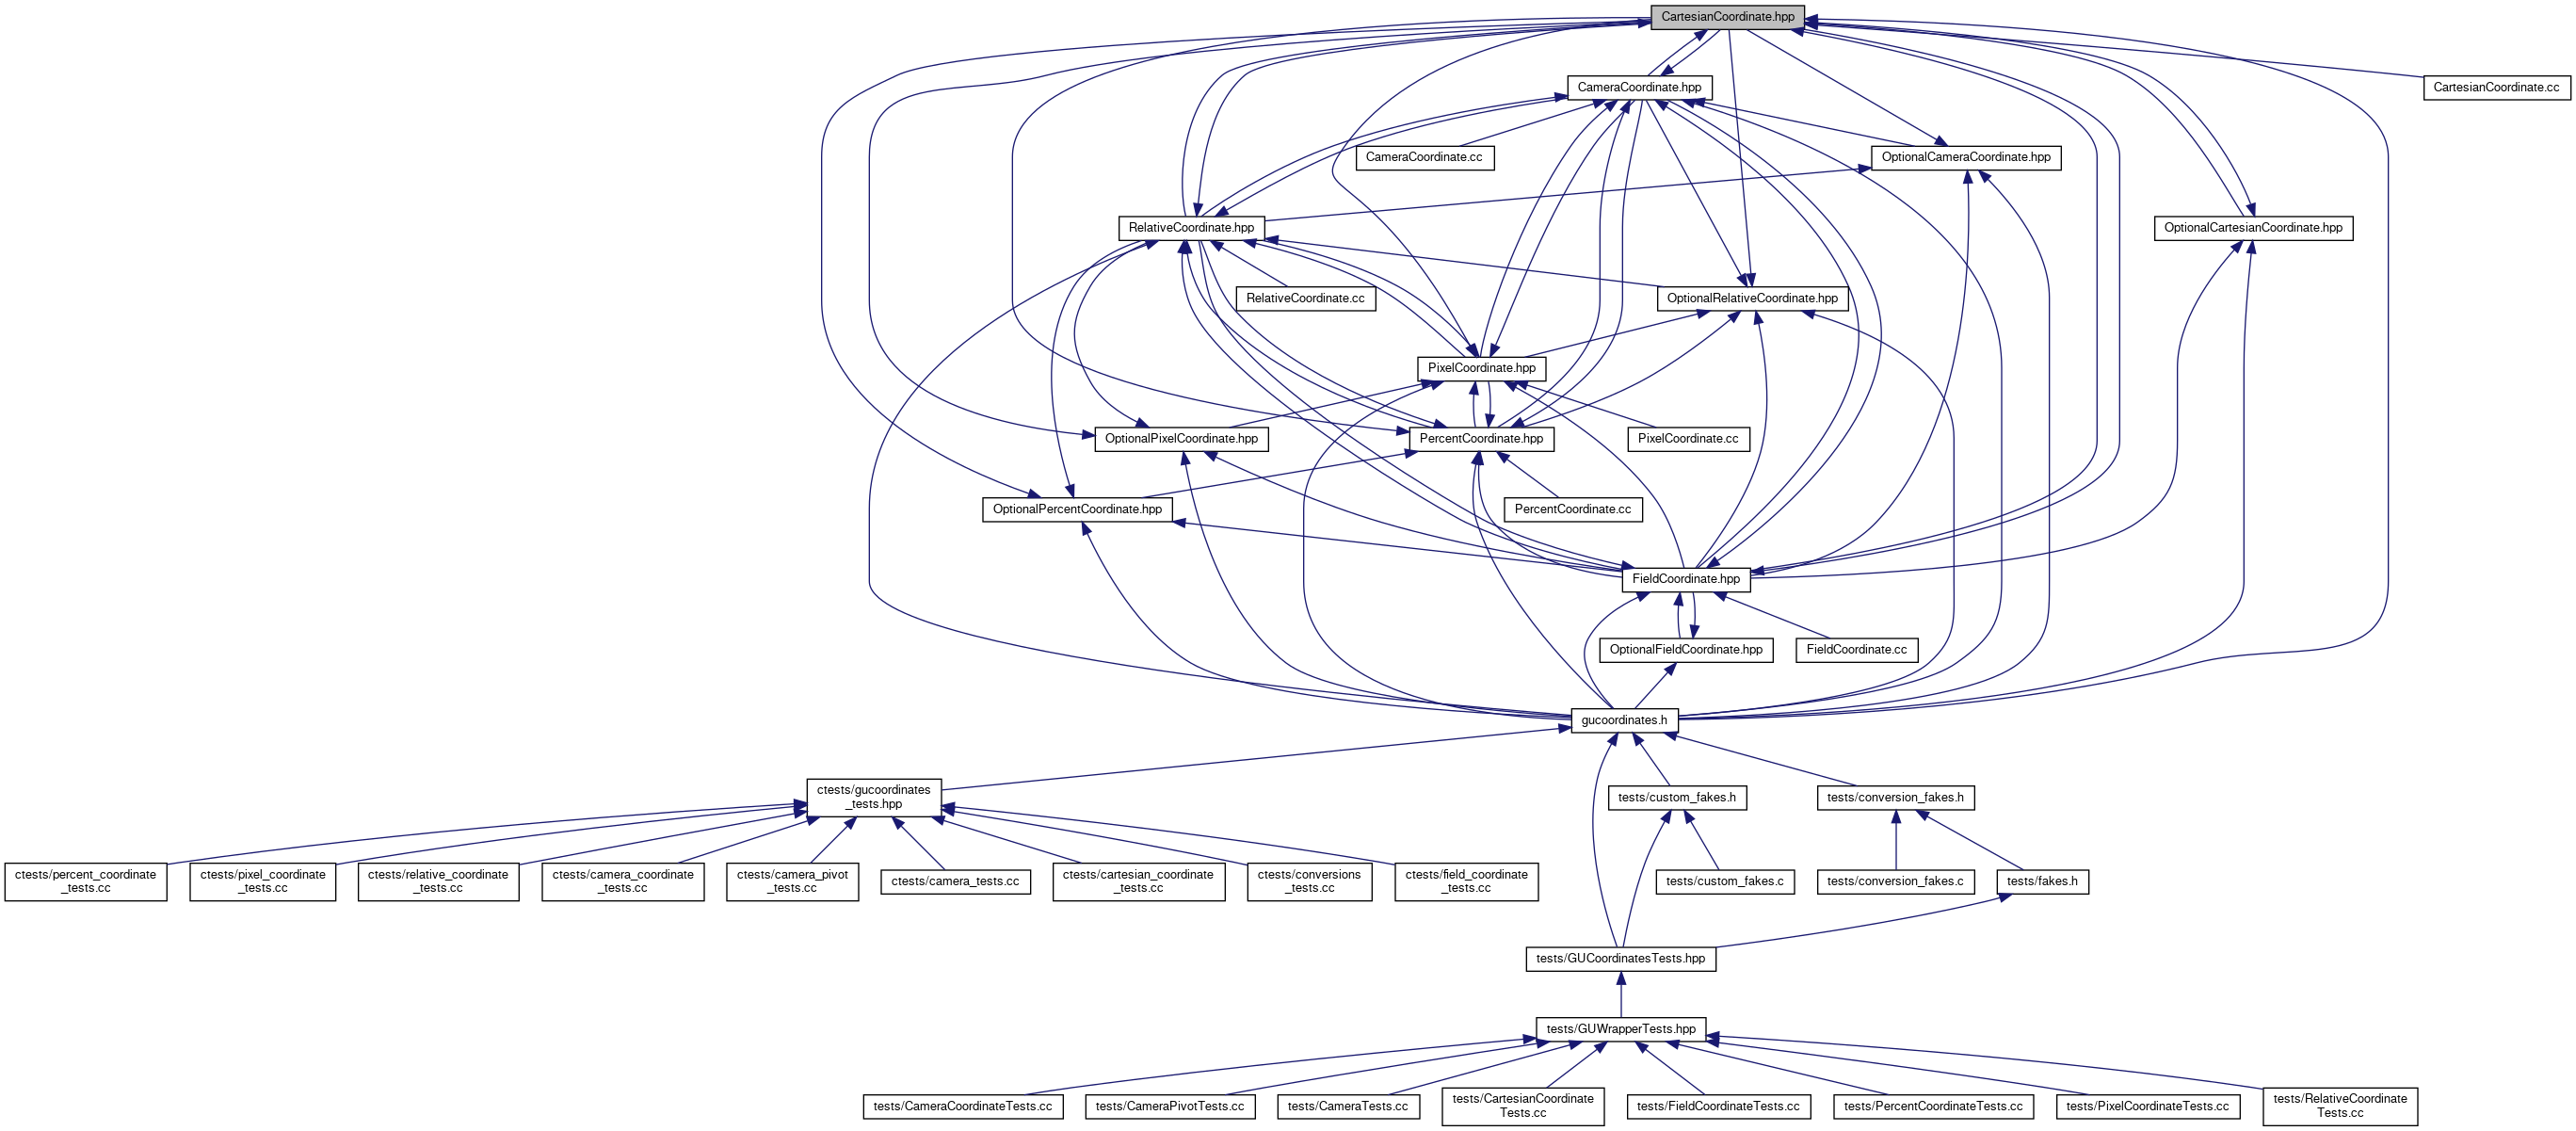 CartesianCoordinate.hpp
CameraCoordinate.hpp
CartesianCoordinate.cc
CameraCoordinate.cc
OptionalCameraCoordinate.hpp
RelativeCoordinate.hpp
OptionalCartesianCoordinate.hpp
RelativeCoordinate.cc
OptionalRelativeCoordinate.hpp
PixelCoordinate.hpp
OptionalPixelCoordinate.hpp
PercentCoordinate.hpp
PixelCoordinate.cc
OptionalPercentCoordinate.hpp
PercentCoordinate.cc
FieldCoordinate.hpp
OptionalFieldCoordinate.hpp
FieldCoordinate.cc
gucoordinates.h
ctests/gucoordinates
_tests.hpp
tests/custom_fakes.h
tests/conversion_fakes.h
ctests/percent_coordinate
_tests.cc
ctests/pixel_coordinate
_tests.cc
ctests/relative_coordinate
_tests.cc
ctests/camera_coordinate
_tests.cc
ctests/camera_pivot
_tests.cc
ctests/camera_tests.cc
ctests/cartesian_coordinate
_tests.cc
ctests/conversions
_tests.cc
ctests/field_coordinate
_tests.cc
tests/custom_fakes.c
tests/conversion_fakes.c
tests/fakes.h
tests/GUCoordinatesTests.hpp
tests/GUWrapperTests.hpp
tests/CameraCoordinateTests.cc
tests/CameraPivotTests.cc
tests/CameraTests.cc
tests/CartesianCoordinate
Tests.cc
tests/FieldCoordinateTests.cc
tests/PercentCoordinateTests.cc
tests/PixelCoordinateTests.cc
tests/RelativeCoordinate
Tests.cc